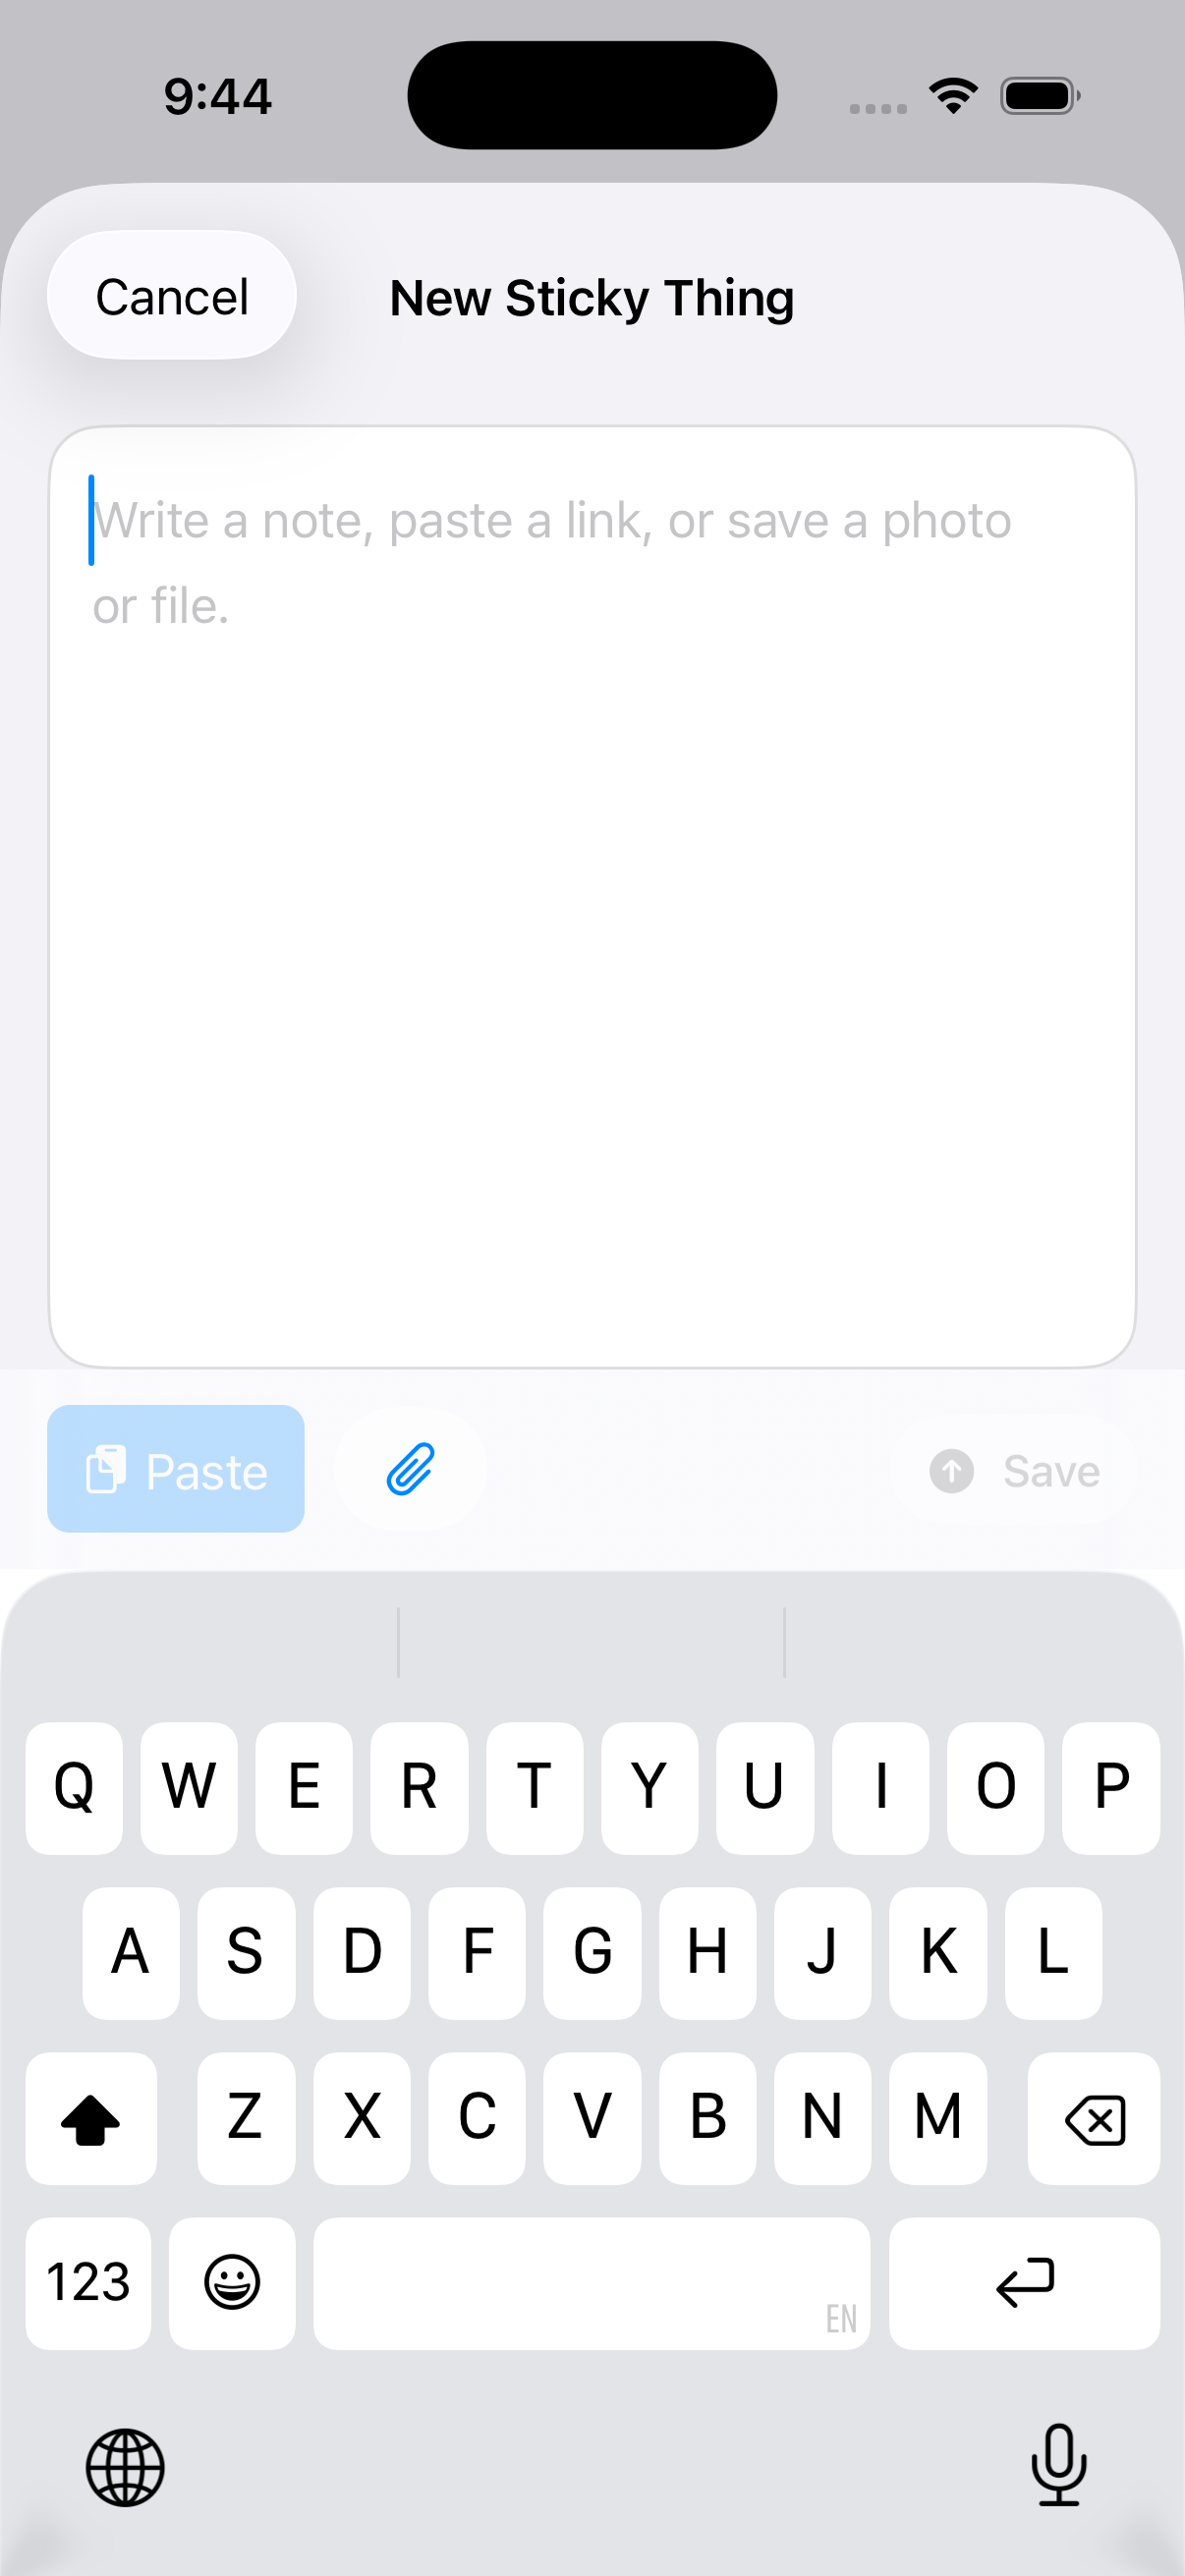 9:44
Cancel
New Sticky Thing
Write a note, paste a link, or save a photo
or file.
Paste
Save
Q W E R T Y U I O P
A S D F G H J K L
Z X C V B N M
123
EN